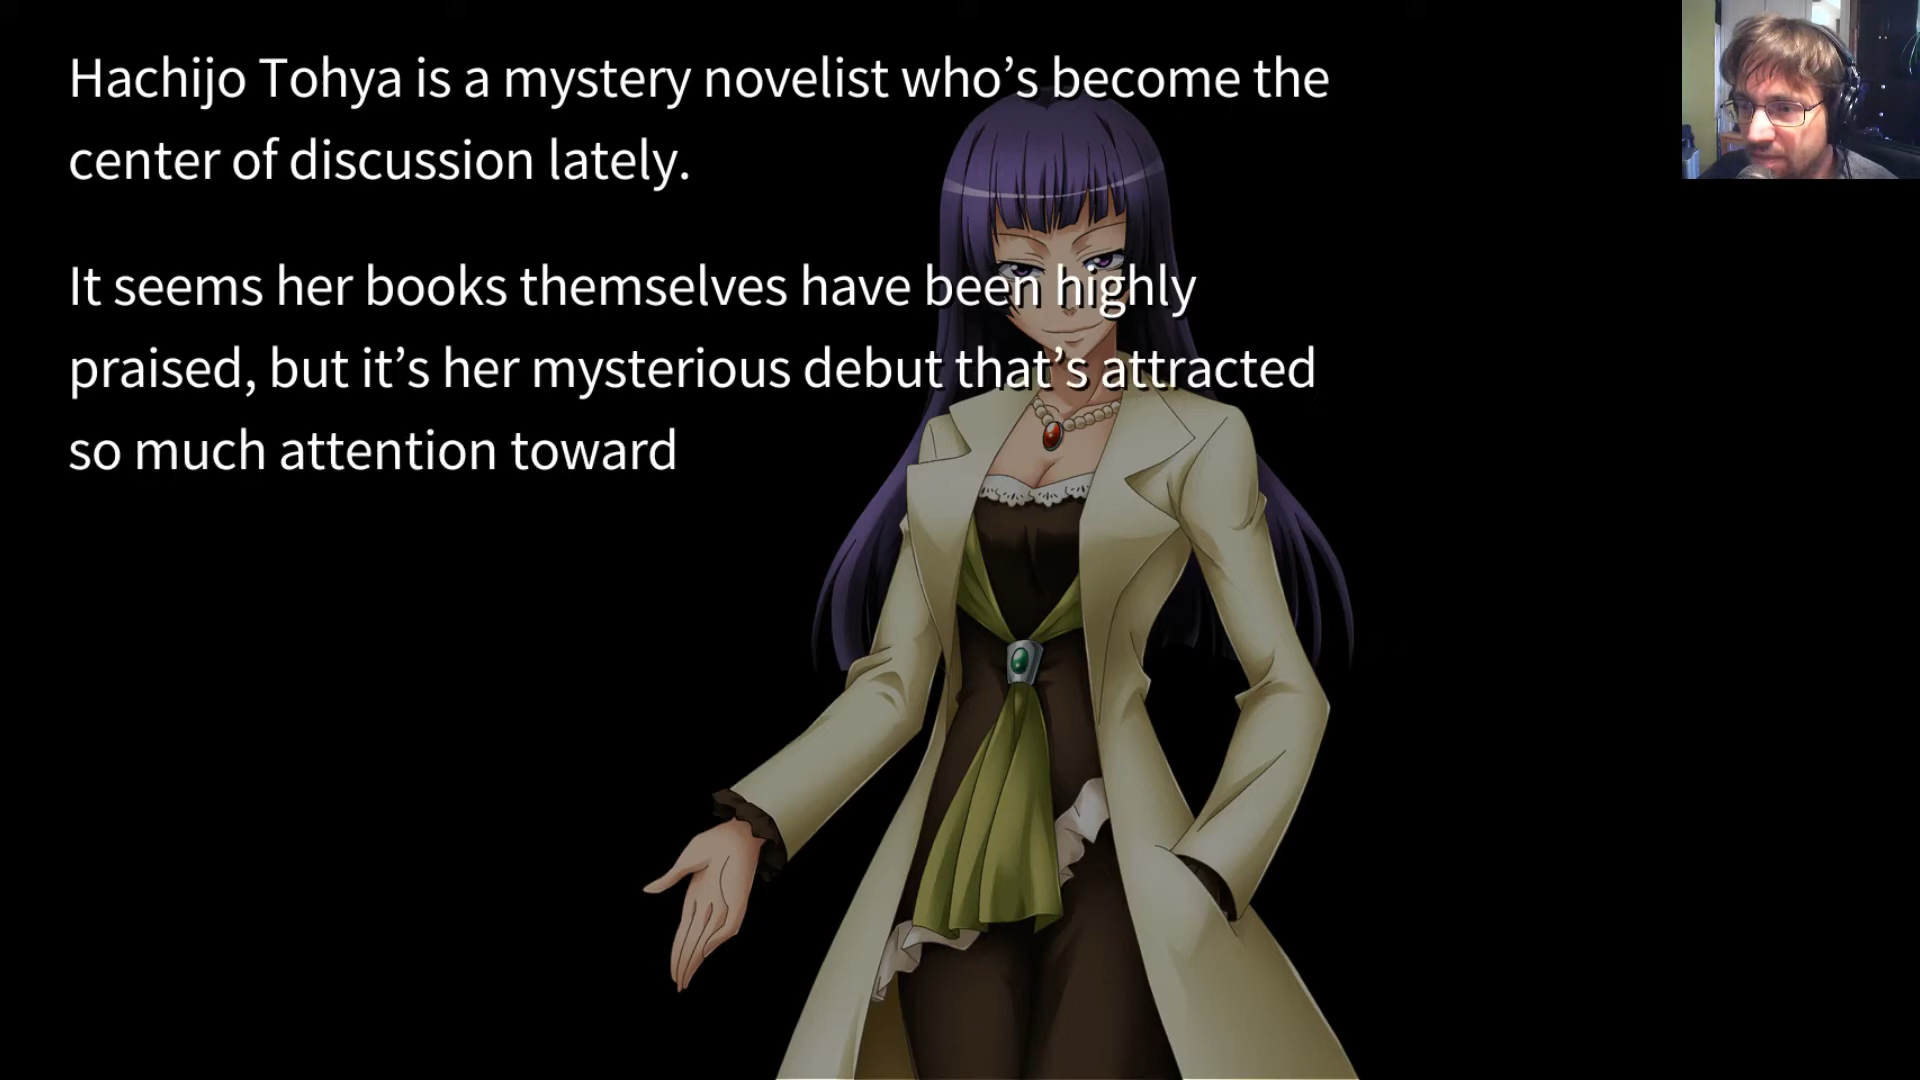 Hachijo Tohya is a mystery novelist who’s become the
center of discussion lately.
It seems her books themselves have been highly
praised, but it’s her mysterious debut that’s attracted
so much attention toward